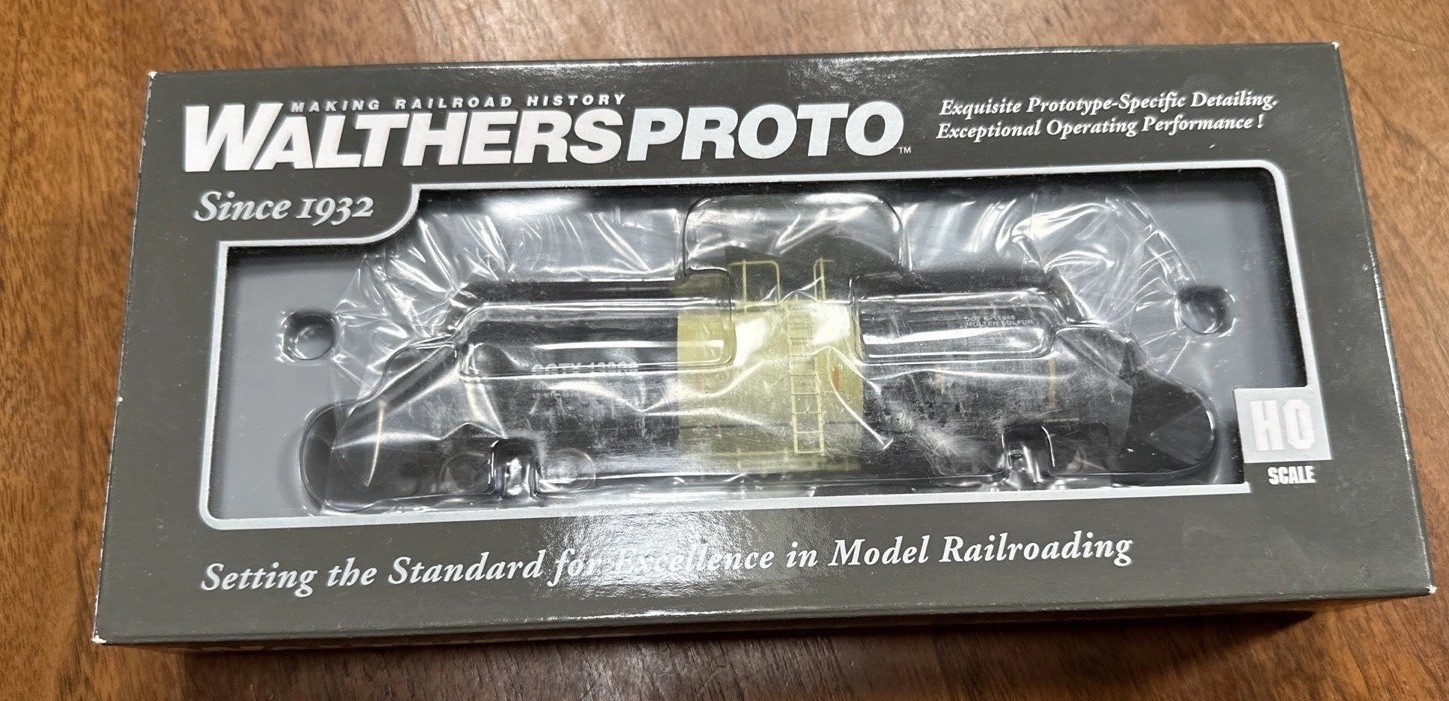 MAKING RAILROAD HISTORY
WALTHERSPROTO™
Since 1932
Exquisite Prototype-Specific Detailing.
Exceptional Operating Performance !
MOLTEN SULFUR
HO
SCALE
Setting the Standard for Excellence in Model Railroading